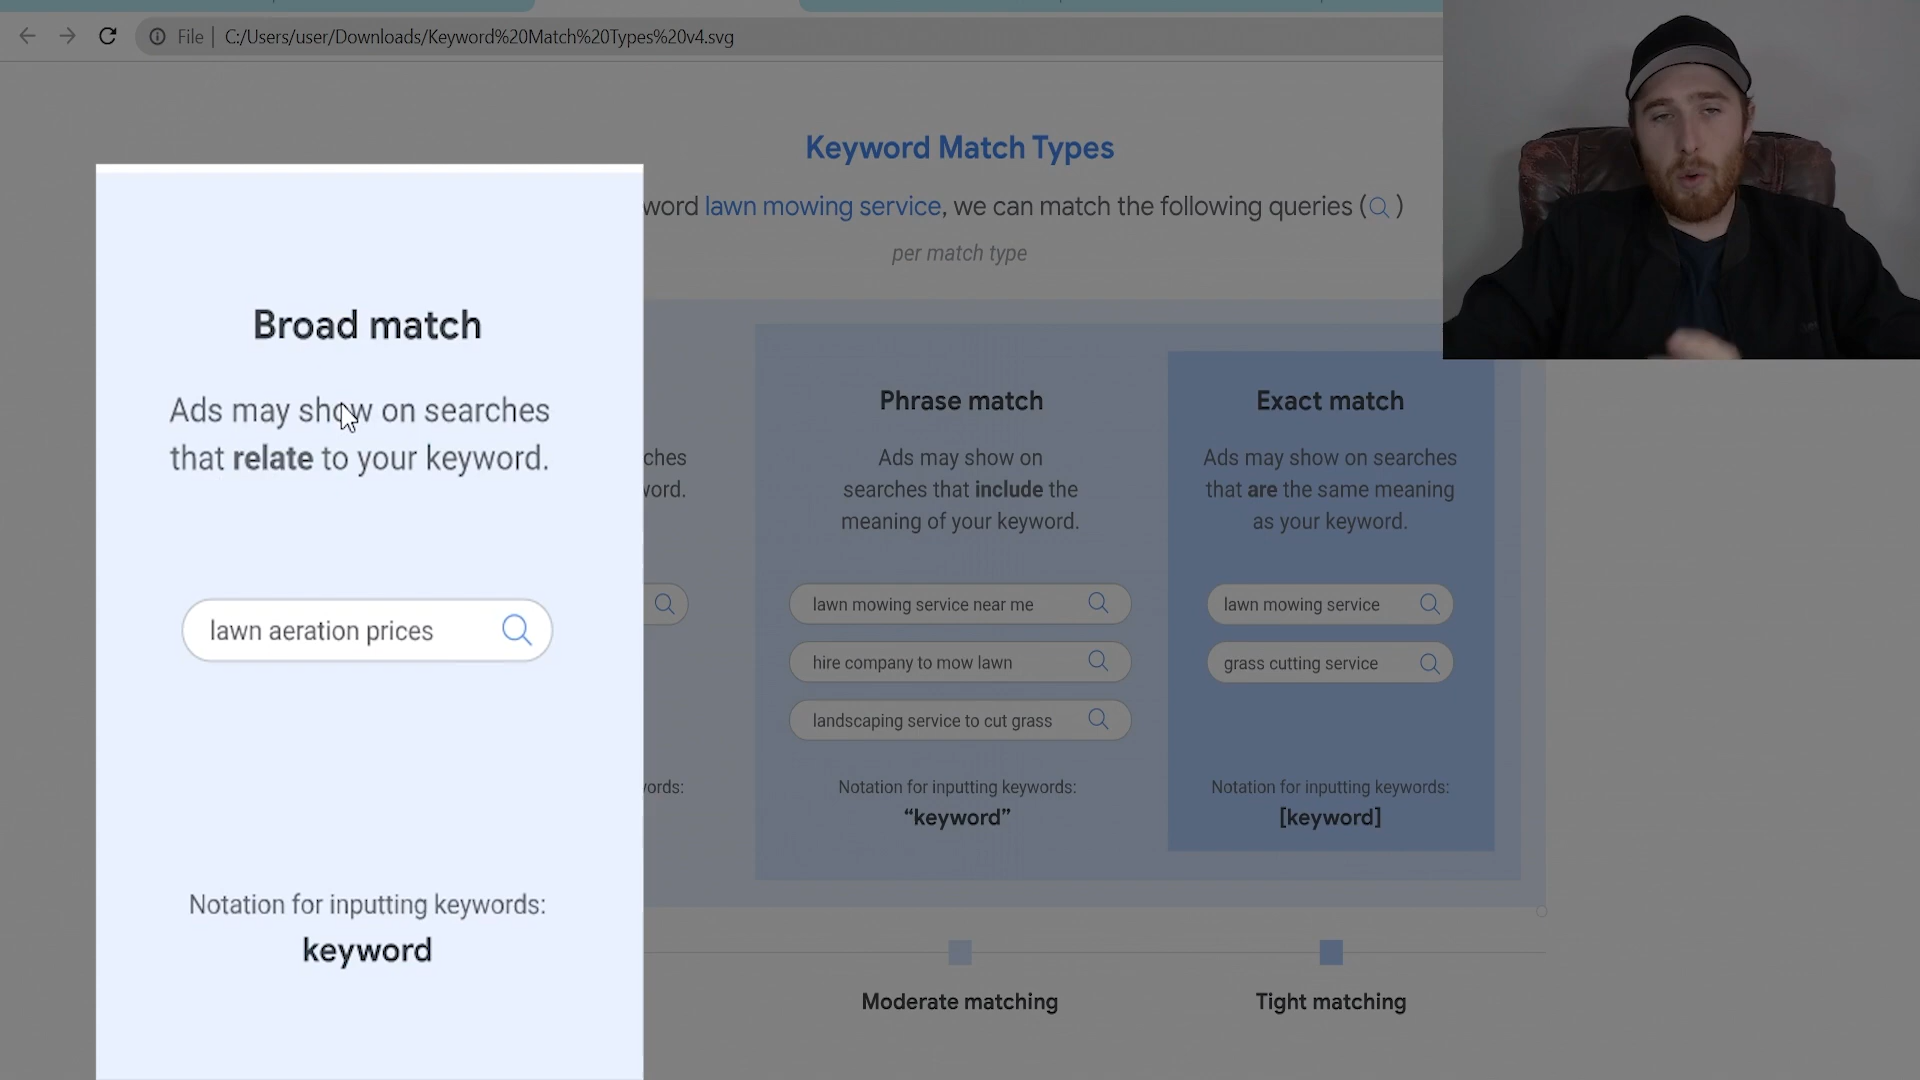 File
C:/Users/user/Downloads/Keyword%20Match%20Types%20v4.svg
Keyword Match Types
word lawn mowing service, we can match the following queries ( )
per match type
Broad match
Ads may show on searches
that relate to your keyword.
lawn aeration prices
Notation for inputting keywords:
keyword
ches
word.
ords:
Phrase match
Ads may show on
searches that include the
meaning of your keyword.
lawn mowing service near me
hire company to mow lawn
landscaping service to cut grass
Notation for inputting keywords:
“keyword”
Exact match
Ads may show on searches
that are the same meaning
as your keyword.
lawn mowing service
grass cutting service
Notation for inputting keywords:
[keyword]
Moderate matching
Tight matching